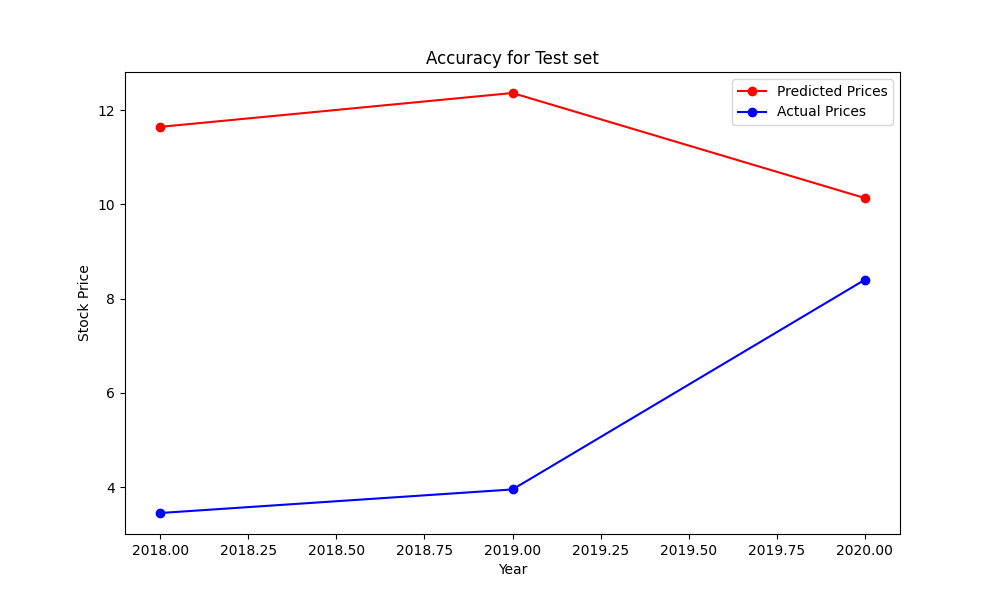 Accuracy for Test set
Predicted Prices
Actual Prices
12
10
8
6
4
Stock Price
2018.00 2018.25 2018.50 2018.75 2019.00 2019.25 2019.50 2019.75 2020.00
Year